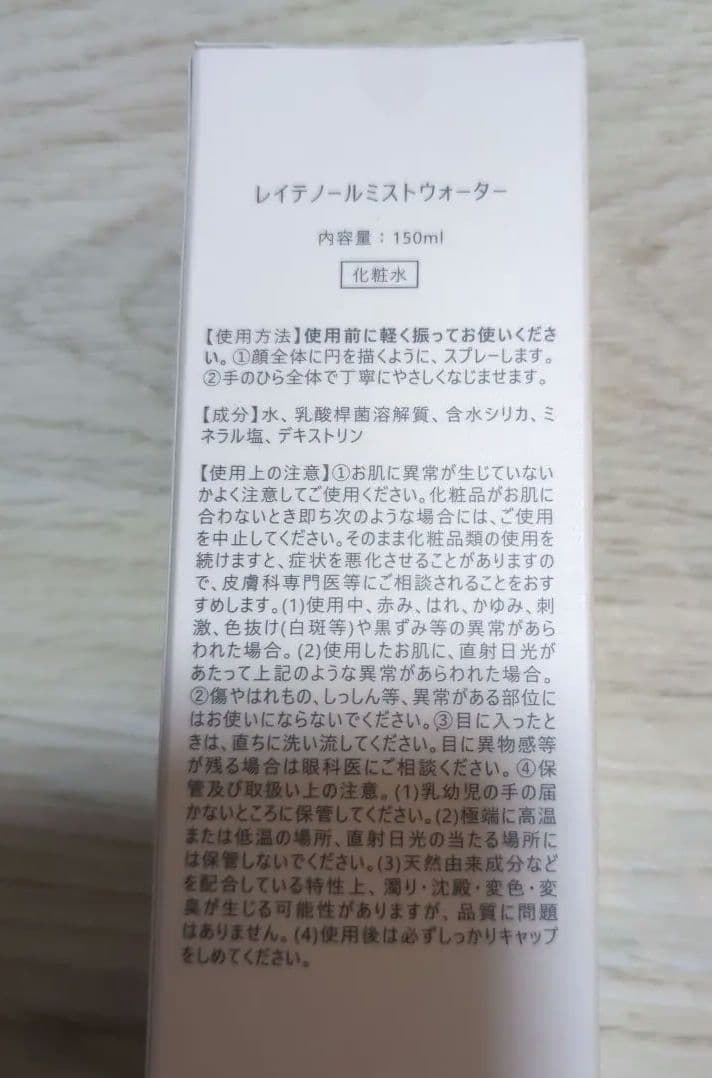 レイテノールミストウォーター
内容量：150ml
化粧水
【使用方法】使用前に軽く振ってお使いくださ
い。①顔全体に円を描くように、スプレーします。
②手のひら全体で丁寧にやさしくなじませます。
【成分】水、乳酸桿菌溶解質、含水シリカ、ミ
ネラル塩、デキストリン
【使用上の注意】①お肌に異常が生じていない
かよく注意してご使用ください。化粧品がお肌に
合わないとき即ち次のような場合には、ご使用
を中止してください。そのまま化粧品類の使用を
続けますと、症状を悪化させることがありますの
で、皮膚科専門医等にご相談されることをおす
すめします。(1)使用中、赤み、はれ、かゆみ、刺
激、色抜け(白斑等)や黒ずみ等の異常があら
われた場合。(2)使用したお肌に、直射日光が
あたって上記のような異常があらわれた場合。
②傷やはれもの、しっしん等、異常がある部位に
はお使いにならないでください。③目に入ったと
きは、直ちに洗い流してください。目に異物感等
が残る場合は眼科医にご相談ください。④保
管及び取扱い上の注意。(1)乳幼児の手の届
かないところに保管してください。(2)極端に高温
または低温の場所、直射日光の当たる場所に
は保管しないでください。(3)天然由来成分など
を配合している特性上、濁り・沈殿・変色・変
臭が生じる可能性がありますが、品質に問題
はありません。(4)使用後は必ずしっかりキャップ
をしめてください。